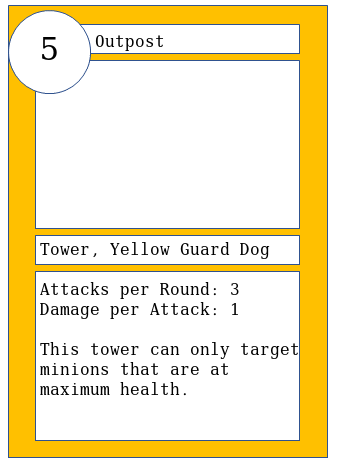 5
Outpost
Tower, Yellow Guard Dog
Attacks per Round: 3
Damage per Attack: 1
This tower can only target
minions that are at
maximum health.